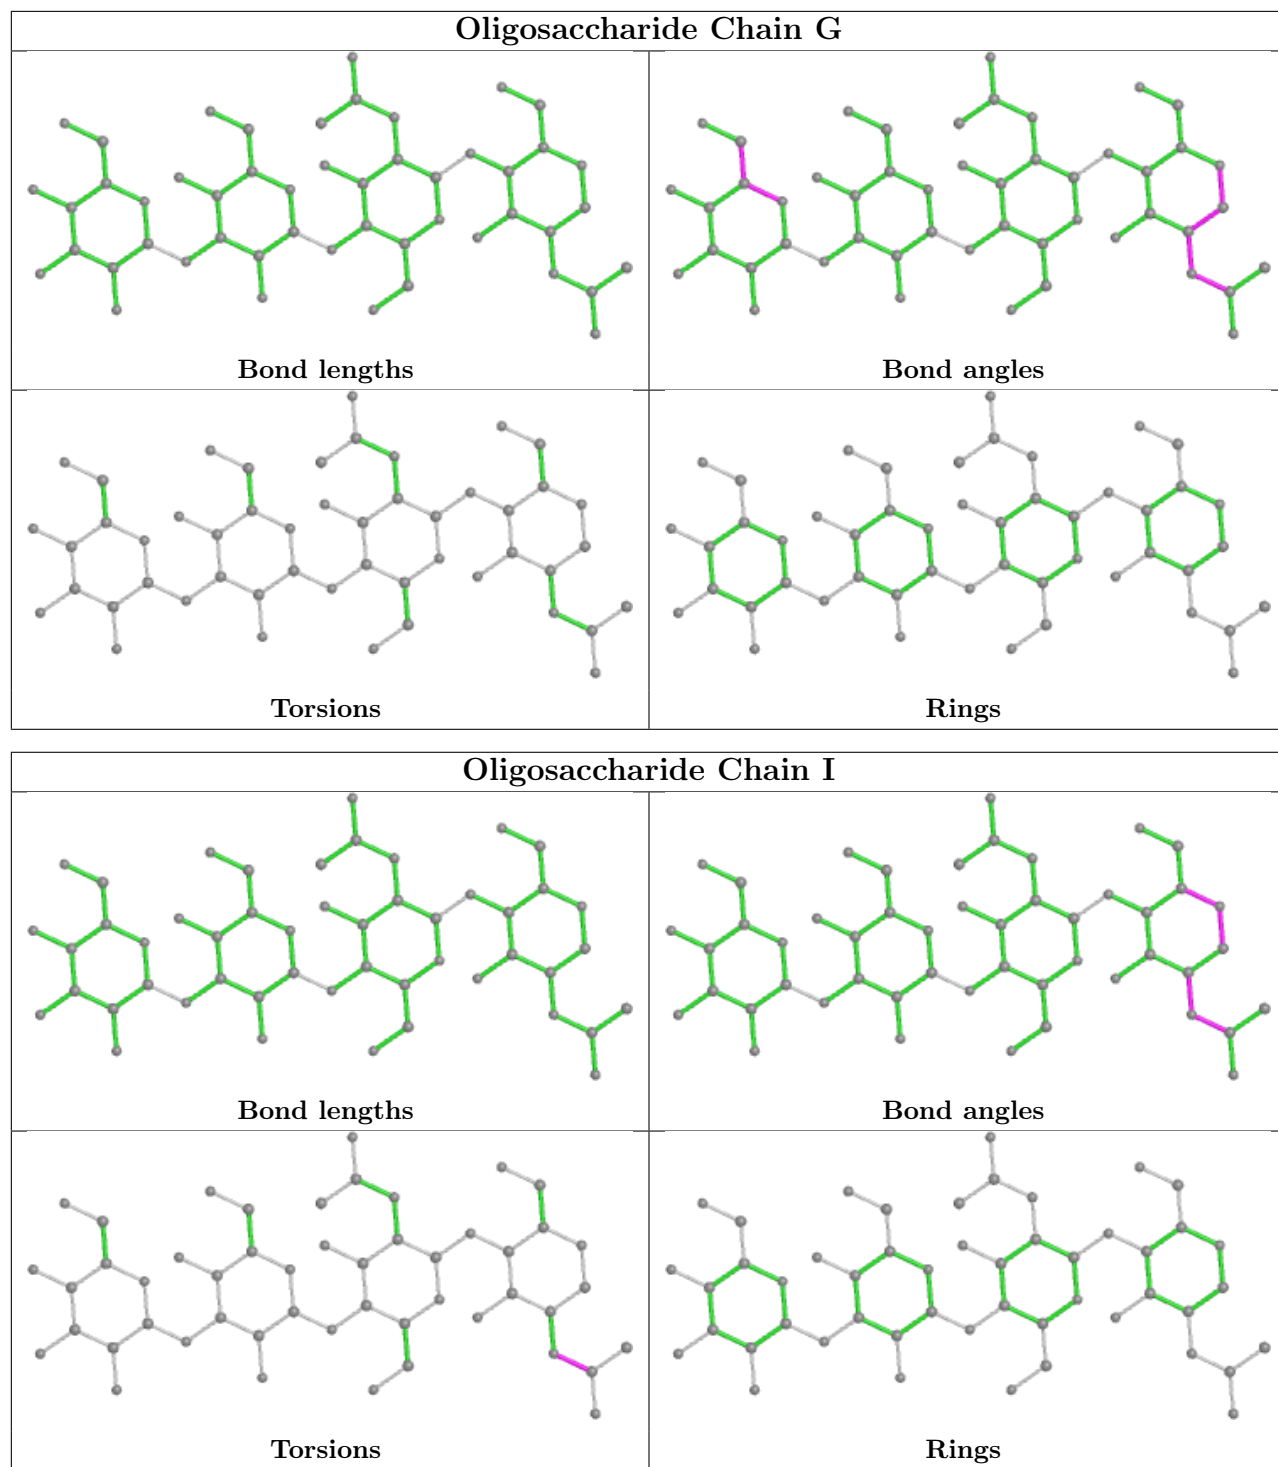 Oligosaccharide Chain G
Bond lengths
Bond angles
Torsions
Rings
Oligosaccharide Chain I
Bond lengths
Bond angles
Torsions
Rings